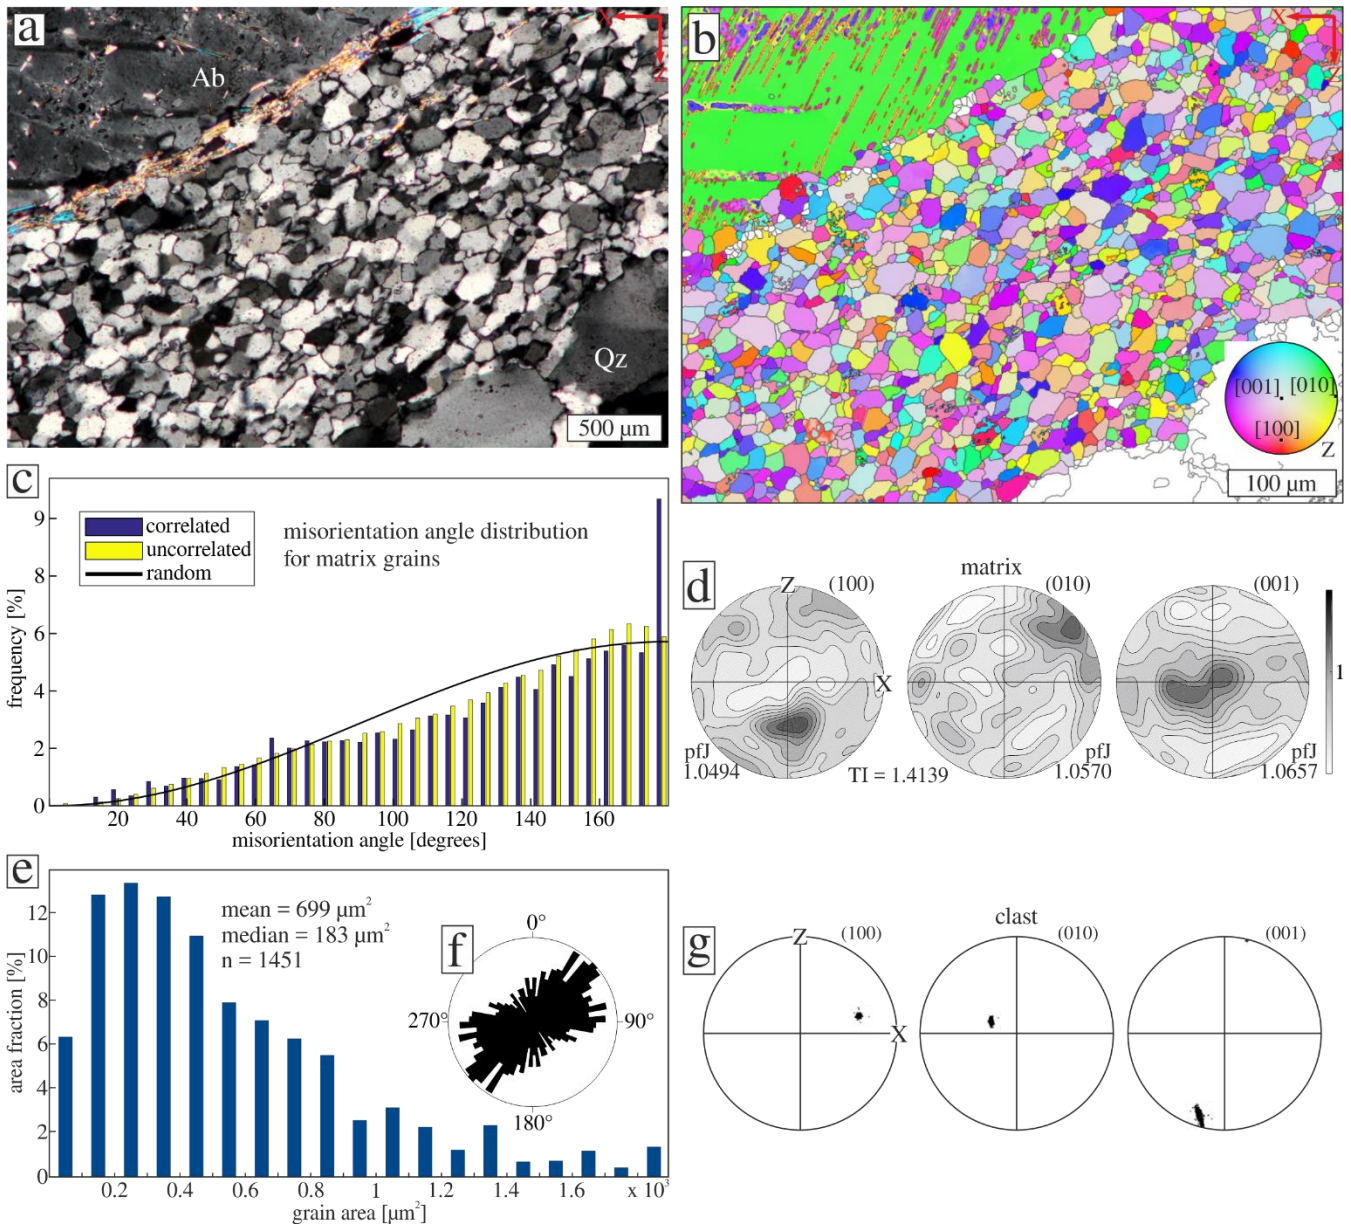 a
Ab
X
Z
Qz
500 µm
b
X
Z
[001]
[010]
[100]
Z
100 µm
c
correlated
uncorrelated
random
misorientation angle distribution
for matrix grains
frequency [%]
9
8
6
4
2
0
20
40
60
80
100
120
140
160
misorientation angle [degrees]
d
matrix
Z
(100)
(010)
(001)
X
1
pfJ
1.0494
TI = 1.4139
pfJ
1.0570
pfJ
1.0657
e
mean = 699 µm²
median = 183 µm²
n = 1451
area fraction [%]
12
10
8
6
4
2
0
0.2
0.4
0.6
0.8
1
1.2
1.4
1.6
x 10³
grain area [µm²]
f
0°
270°
90°
180°
g
clast
Z
(100)
(010)
(001)
X